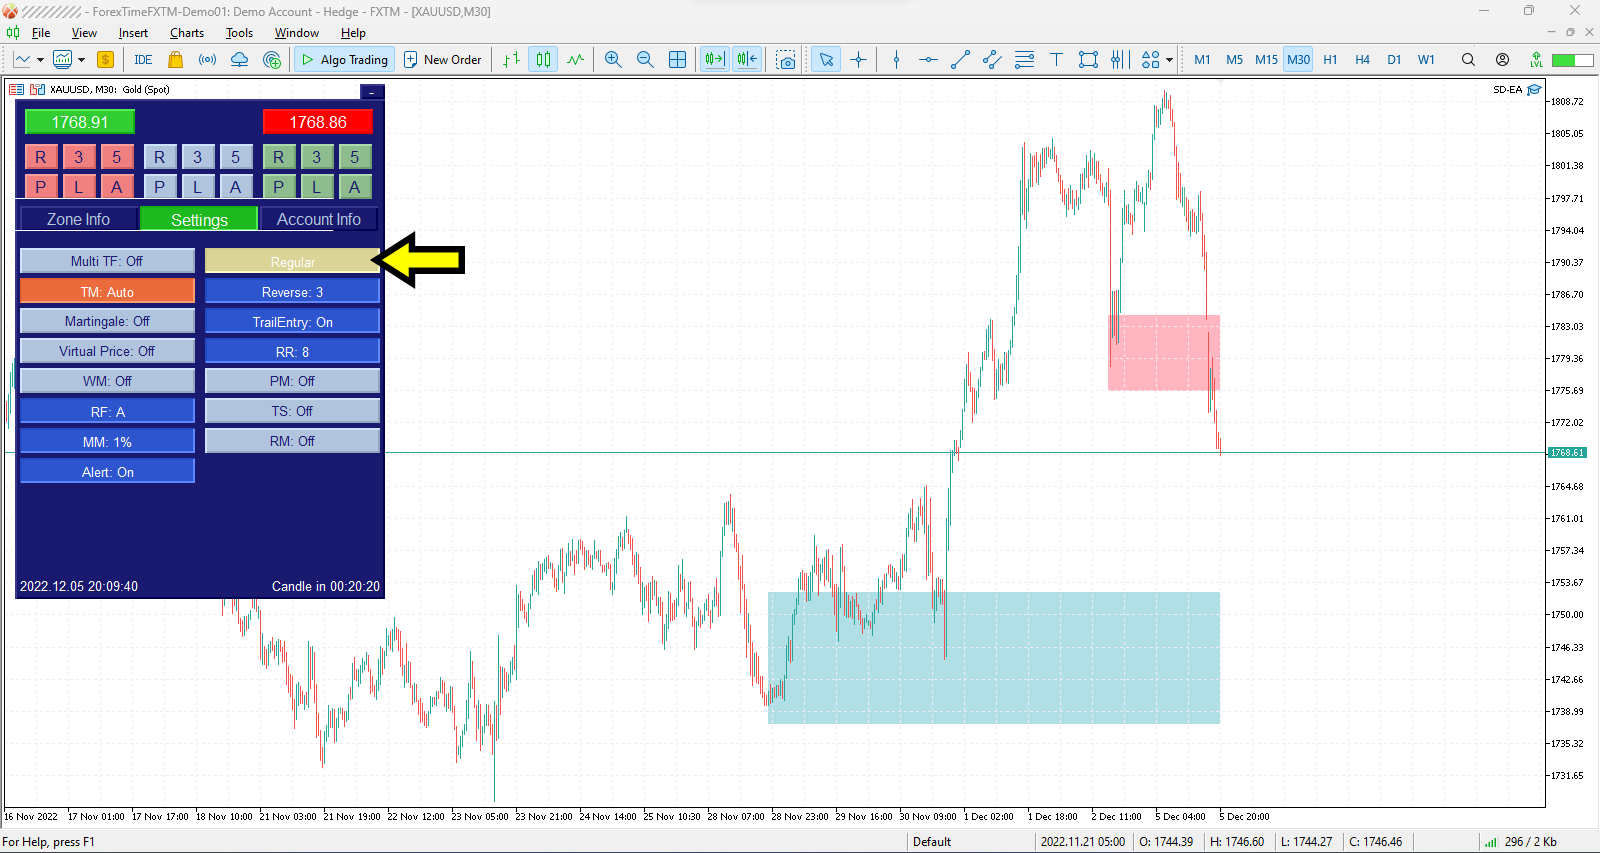 - ForexTimeFXTM-Demo01: Demo Account - Hedge - FXTM - [XAUUSD,M30]
File View Insert Charts Tools Window Help
$ IDE Algo Trading New Order T M1 M5 M15 M30 H1 H4 D1 W1 LVL
XAUUSD, M30: Gold (Spot)
SD-EA
1768.91 1768.86
R 3 5 R 3 5 R 3 5
P L A P L A P L A
Zone Info Settings Account Info
Multi TF: Off Regular
TM: Auto Reverse: 3
Martingale: Off TrailEntry: On
Virtual Price: Off RR: 8
WM: Off PM: Off
RF: A TS: Off
MM: 1% RM: Off
Alert: On
2022.12.05 20:09:40 Candle in 00:20:20
1808.72
1805.05
1801.38
1797.71
1794.04
1790.37
1786.70
1783.03
1779.36
1775.69
1772.02
1768.61
1764.68
1761.01
1757.34
1753.67
1750.00
1746.33
1742.66
1738.99
1735.32
1731.65
16 Nov 2022 17 Nov 01:00 17 Nov 17:00 18 Nov 10:00 21 Nov 03:00 21 Nov 19:00 22 Nov 12:00 23 Nov 05:00 23 Nov 21:00 24 Nov 14:00 25 Nov 10:30 28 Nov 07:00 28 Nov 23:00 29 Nov 16:00 30 Nov 09:00 1 Dec 02:00 1 Dec 18:00 2 Dec 11:00 5 Dec 04:00 5 Dec 20:00
For Help, press F1 Default 2022.11.21 05:00 O: 1744.39 H: 1746.60 L: 1744.27 C: 1746.46 296 / 2 Kb